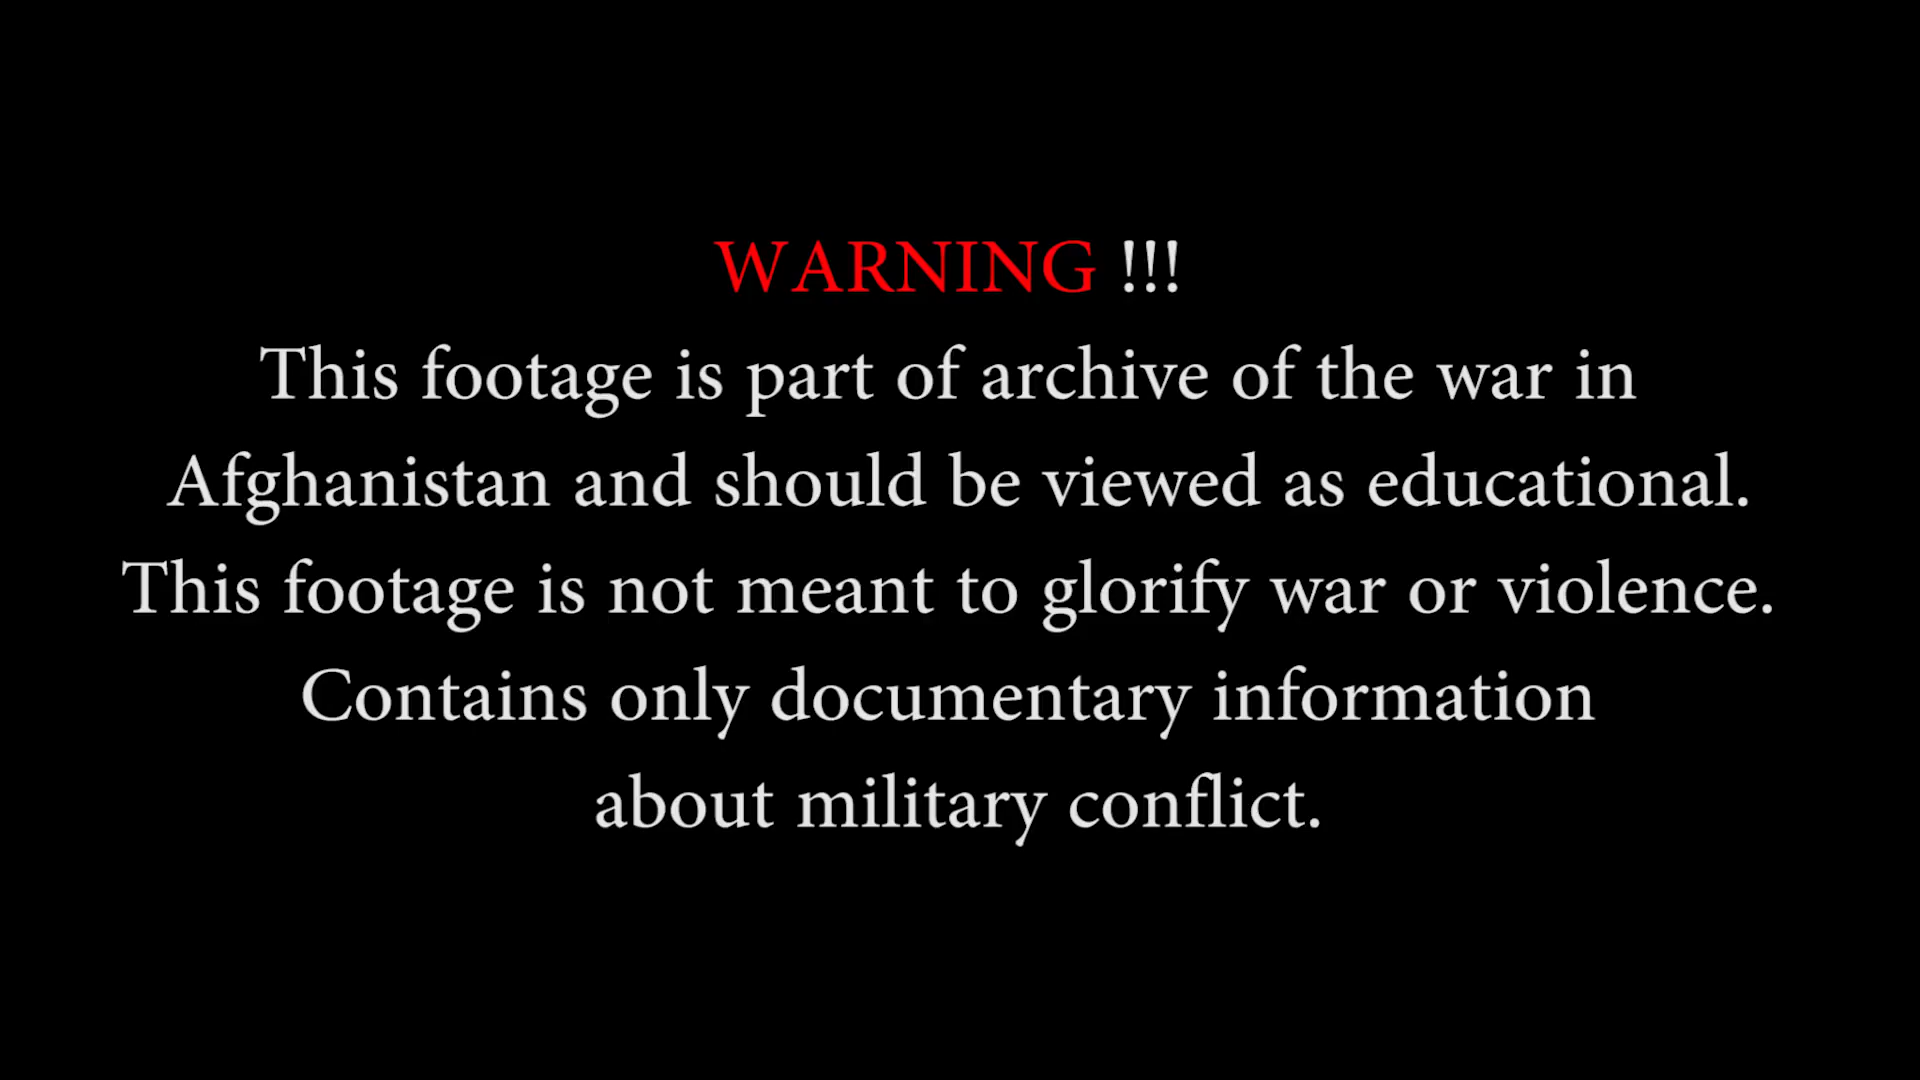 WARNING !!!
This footage is part of archive of the war in
Afghanistan and should be viewed as educational.
This footage is not meant to glorify war or violence.
Contains only documentary information
about military conflict.